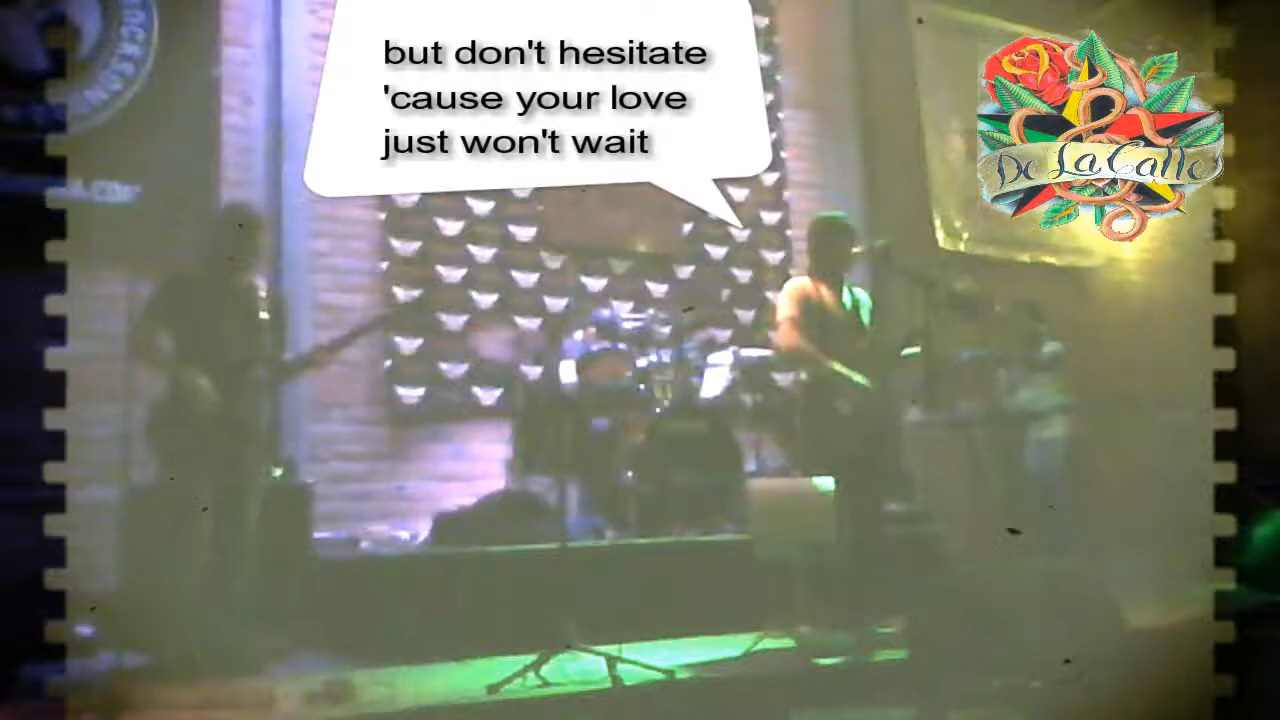 but don't hesitate
'cause your love
just won't wait
De La Calle